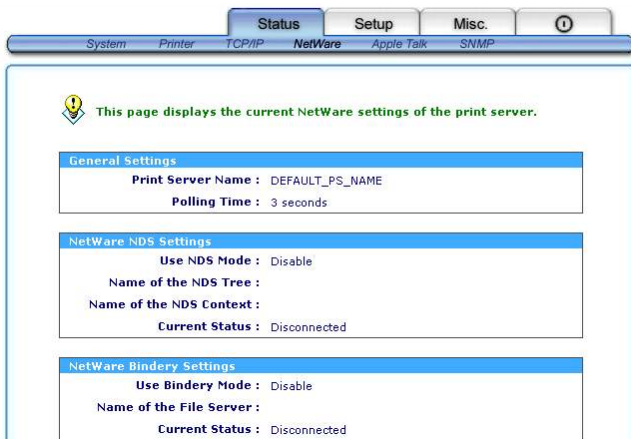 Status Setup Misc.
System Printer TCP/IP NetWare Apple Talk SNMP
This page displays the current NetWare settings of the print server.
General Settings
Print Server Name : DEFAULT_PS_NAME
Polling Time : 3 seconds
NetWare NDS Settings
Use NDS Mode : Disable
Name of the NDS Tree :
Name of the NDS Context :
Current Status : Disconnected
NetWare Bindery Settings
Use Bindery Mode : Disable
Name of the File Server :
Current Status : Disconnected